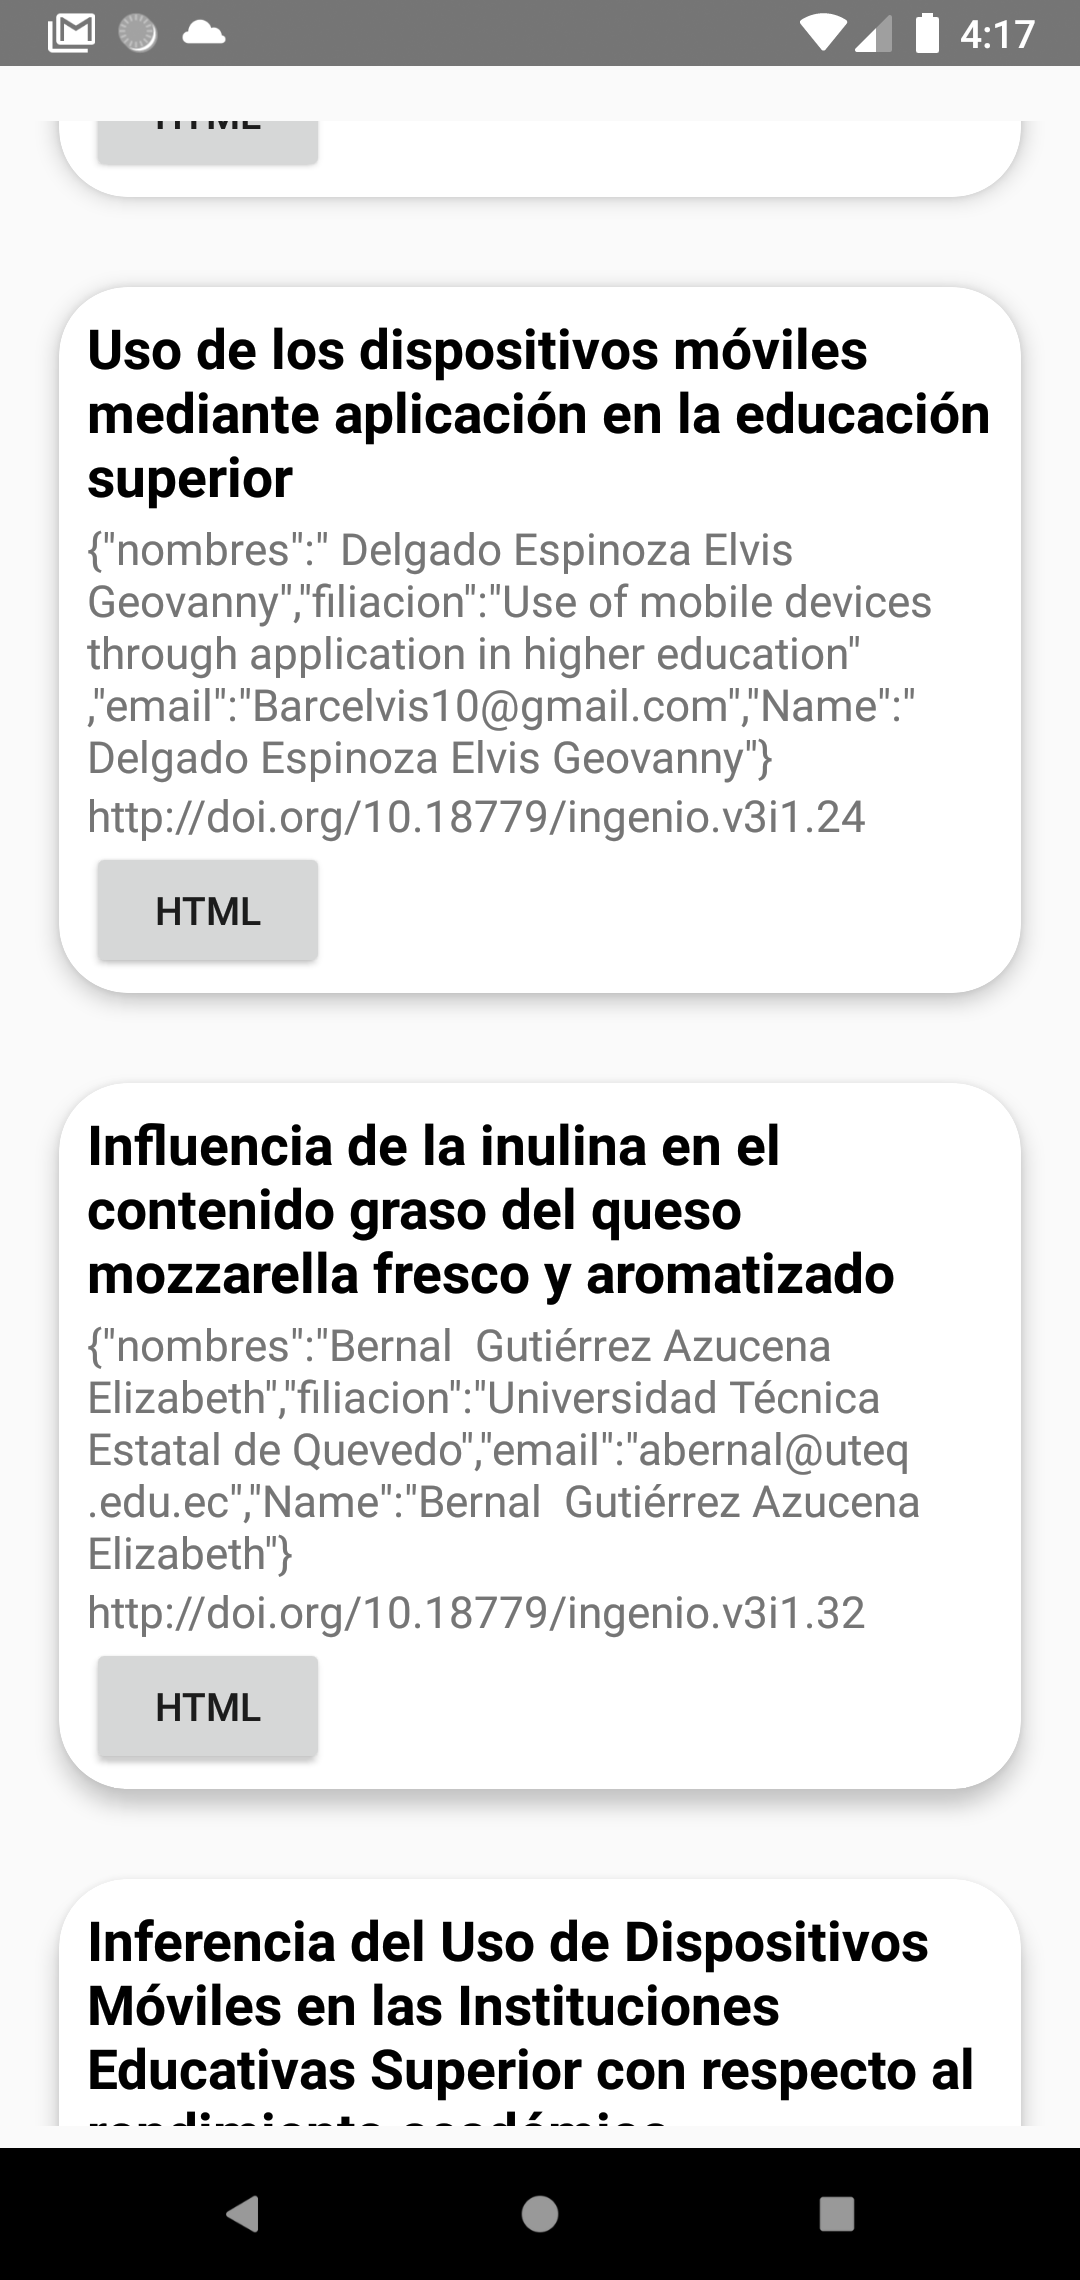 4:17
HTML
Uso de los dispositivos móviles
mediante aplicación en la educación
superior
{"nombres":" Delgado Espinoza Elvis
Geovanny","filiacion":"Use of mobile devices
through application in higher education"
,"email":"Barcelvis10@gmail.com","Name":"
Delgado Espinoza Elvis Geovanny"}
http://doi.org/10.18779/ingenio.v3i1.24
HTML
Influencia de la inulina en el
contenido graso del queso
mozzarella fresco y aromatizado
{"nombres":"Bernal  Gutiérrez Azucena
Elizabeth","filiacion":"Universidad Técnica
Estatal de Quevedo","email":"abernal@uteq
.edu.ec","Name":"Bernal  Gutiérrez Azucena
Elizabeth"}
http://doi.org/10.18779/ingenio.v3i1.32
HTML
Inferencia del Uso de Dispositivos
Móviles en las Instituciones
Educativas Superior con respecto al
rendimiento académico